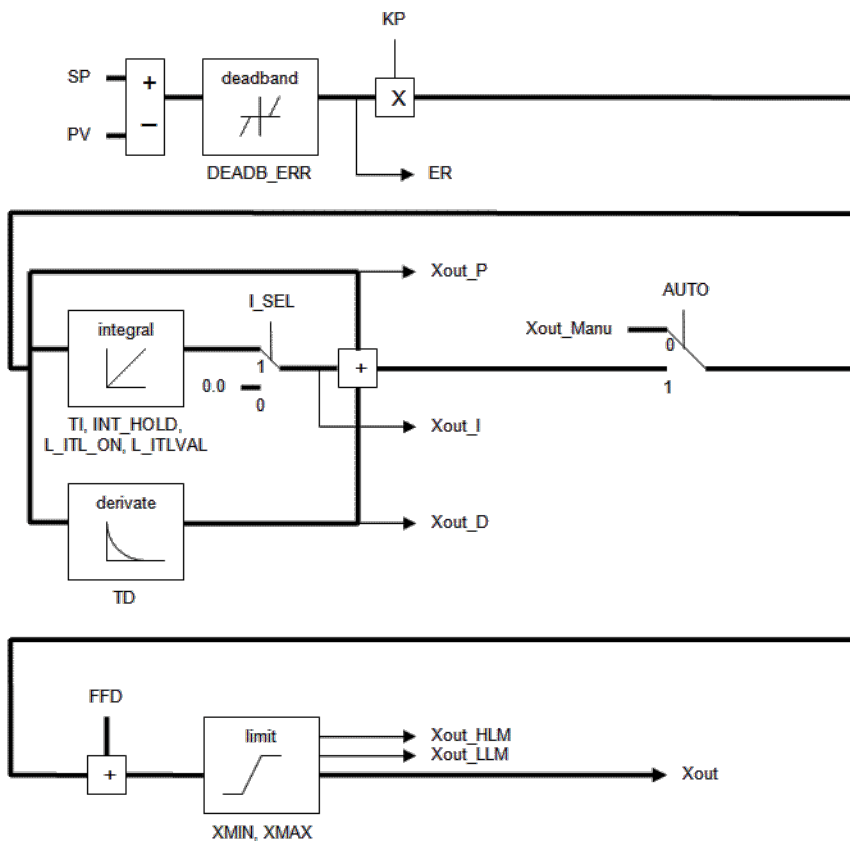 KP
SP
+
deadband
X
−
PV
DEADB_ERR
ER
Xout_P
I_SEL
AUTO
integral
Xout_Manu
0
1
+
0.0
0
1
TI, INT_HOLD,
L_ITL_ON, L_ITLVAL
Xout_I
derivate
Xout_D
TD
FFD
limit
Xout_HLM
Xout_LLM
+
Xout
XMIN, XMAX